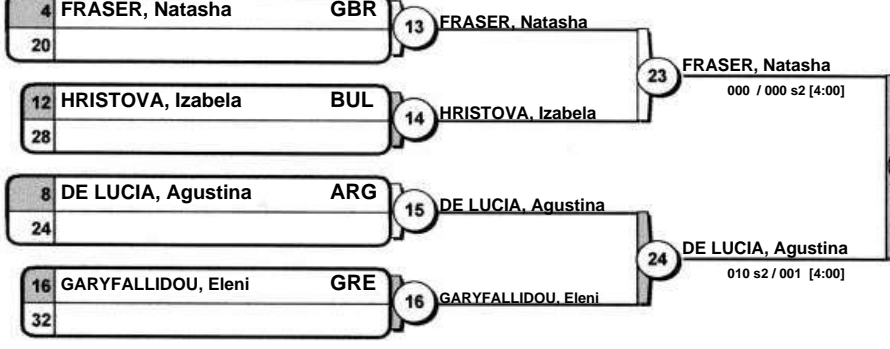 4 FRASER, Natasha GBR
20
13 FRASER, Natasha
12 HRISTOVA, Izabela BUL
28
14 HRISTOVA, Izabela
23 FRASER, Natasha
000 / 000 s2 [4:00]
8 DE LUCIA, Agustina ARG
24
15 DE LUCIA, Agustina
16 GARYFALLIDOU, Eleni GRE
32
16 GARYFALLIDOU, Eleni
24 DE LUCIA, Agustina
010 s2 / 001 [4:00]